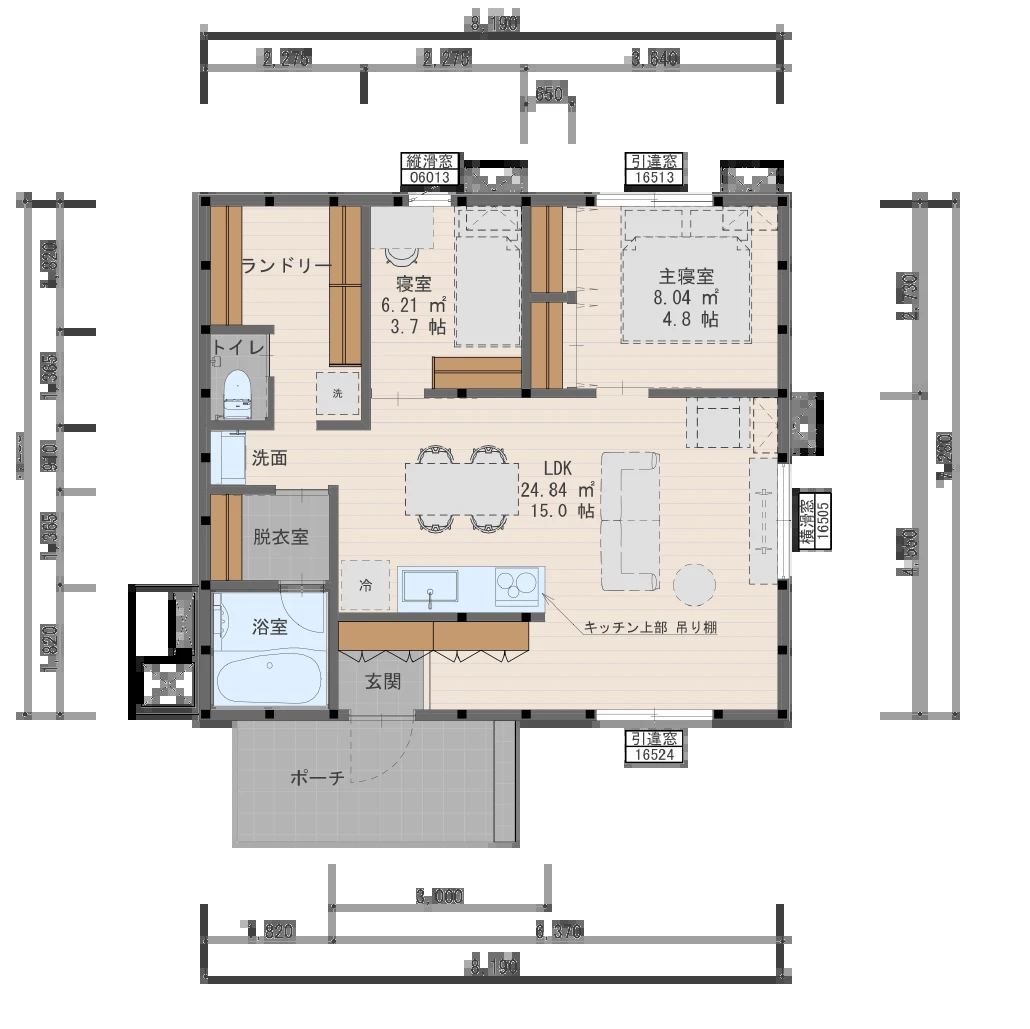 8,190
2,275 2,275 3,640
650
縦滑窓
06013
引違窓
16513
ランドリー
寝室
6.21 ㎡
3.7 帖
主寝室
8.04 ㎡
4.8 帖
1,820
2,730
トイレ
1,365
洗
洗面
910
LDK
24.84 ㎡
15.0 帖
7,280
横滑窓
16505
脱衣室
1,365
4,550
冷
浴室
キッチン上部 吊り棚
1,820
玄関
引違窓
16524
ポーチ
3,000
1,820 6,370
8,190